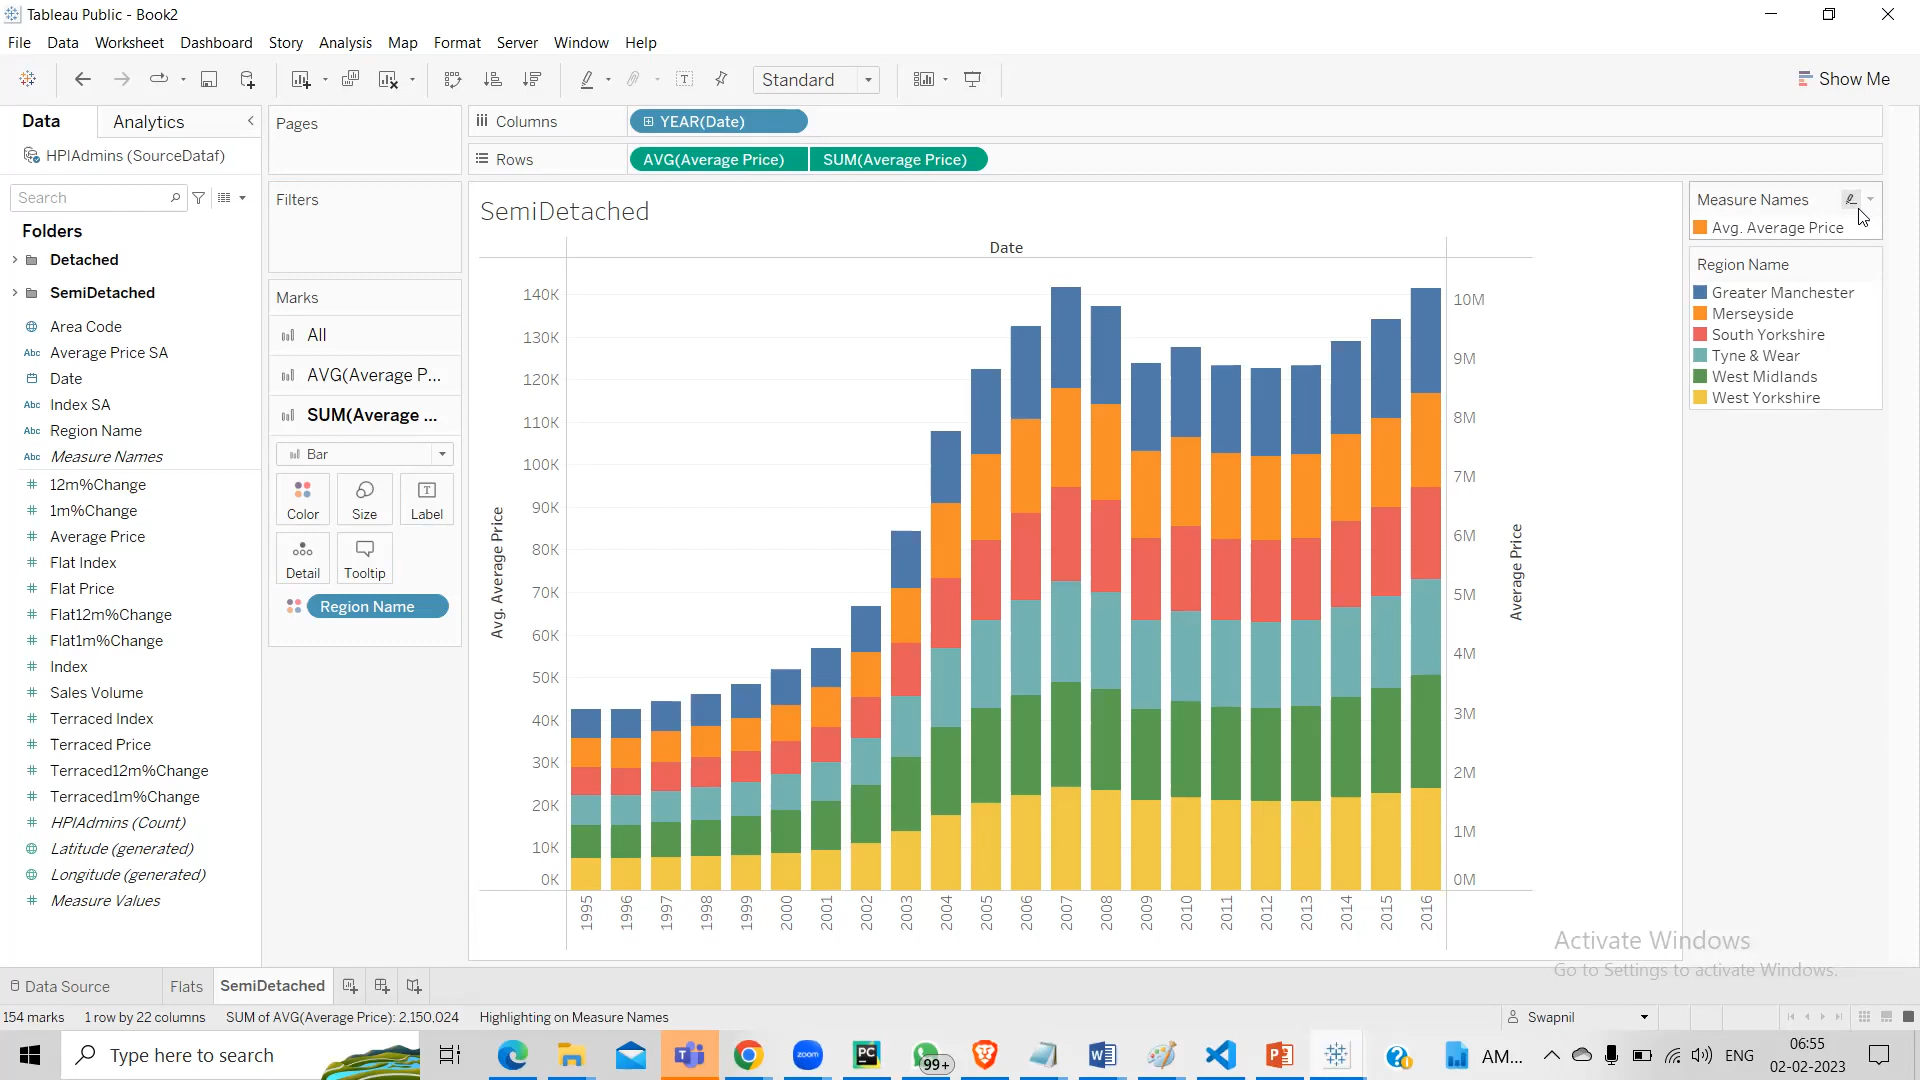 Tableau Public - Book2
File Data Worksheet Dashboard Story Analysis Map Format Server Window Help
Standard
Show Me
Data
Analytics
HPIAdmins (SourceDataf)
Search
Folders
Detached
SemiDetached
Area Code
Abc Average Price SA
Date
Abc Index SA
Abc Region Name
Abc Measure Names
# 12m%Change
# 1m%Change
# Average Price
# Flat Index
# Flat Price
# Flat12m%Change
# Flat1m%Change
# Index
# Sales Volume
# Terraced Index
# Terraced Price
# Terraced12m%Change
# Terraced1m%Change
# HPIAdmins (Count)
Latitude (generated)
Longitude (generated)
# Measure Values
Pages
Filters
Marks
All
AVG(Average P...
SUM(Average ...
Bar
Color
Size
Label
Detail
Tooltip
Region Name
Columns
YEAR(Date)
Rows
AVG(Average Price)
SUM(Average Price)
SemiDetached
Date
Avg. Average Price
140K
130K
120K
110K
100K
90K
80K
70K
60K
50K
40K
30K
20K
10K
0K
10M
9M
8M
7M
6M
5M
4M
3M
2M
1M
0M
Average Price
1995
1996
1997
1998
1999
2000
2001
2002
2003
2004
2005
2006
2007
2008
2009
2010
2011
2012
2013
2014
2015
2016
Measure Names
Avg. Average Price
Region Name
Greater Manchester
Merseyside
South Yorkshire
Tyne & Wear
West Midlands
West Yorkshire
Activate Windows
Go to Settings to activate Windows.
Data Source
Flats
SemiDetached
154 marks
1 row by 22 columns
SUM of AVG(Average Price): 2,150,024
Highlighting on Measure Names
Swapnil
Type here to search
zoom
PC
99+
AM...
ENG
06:55
02-02-2023